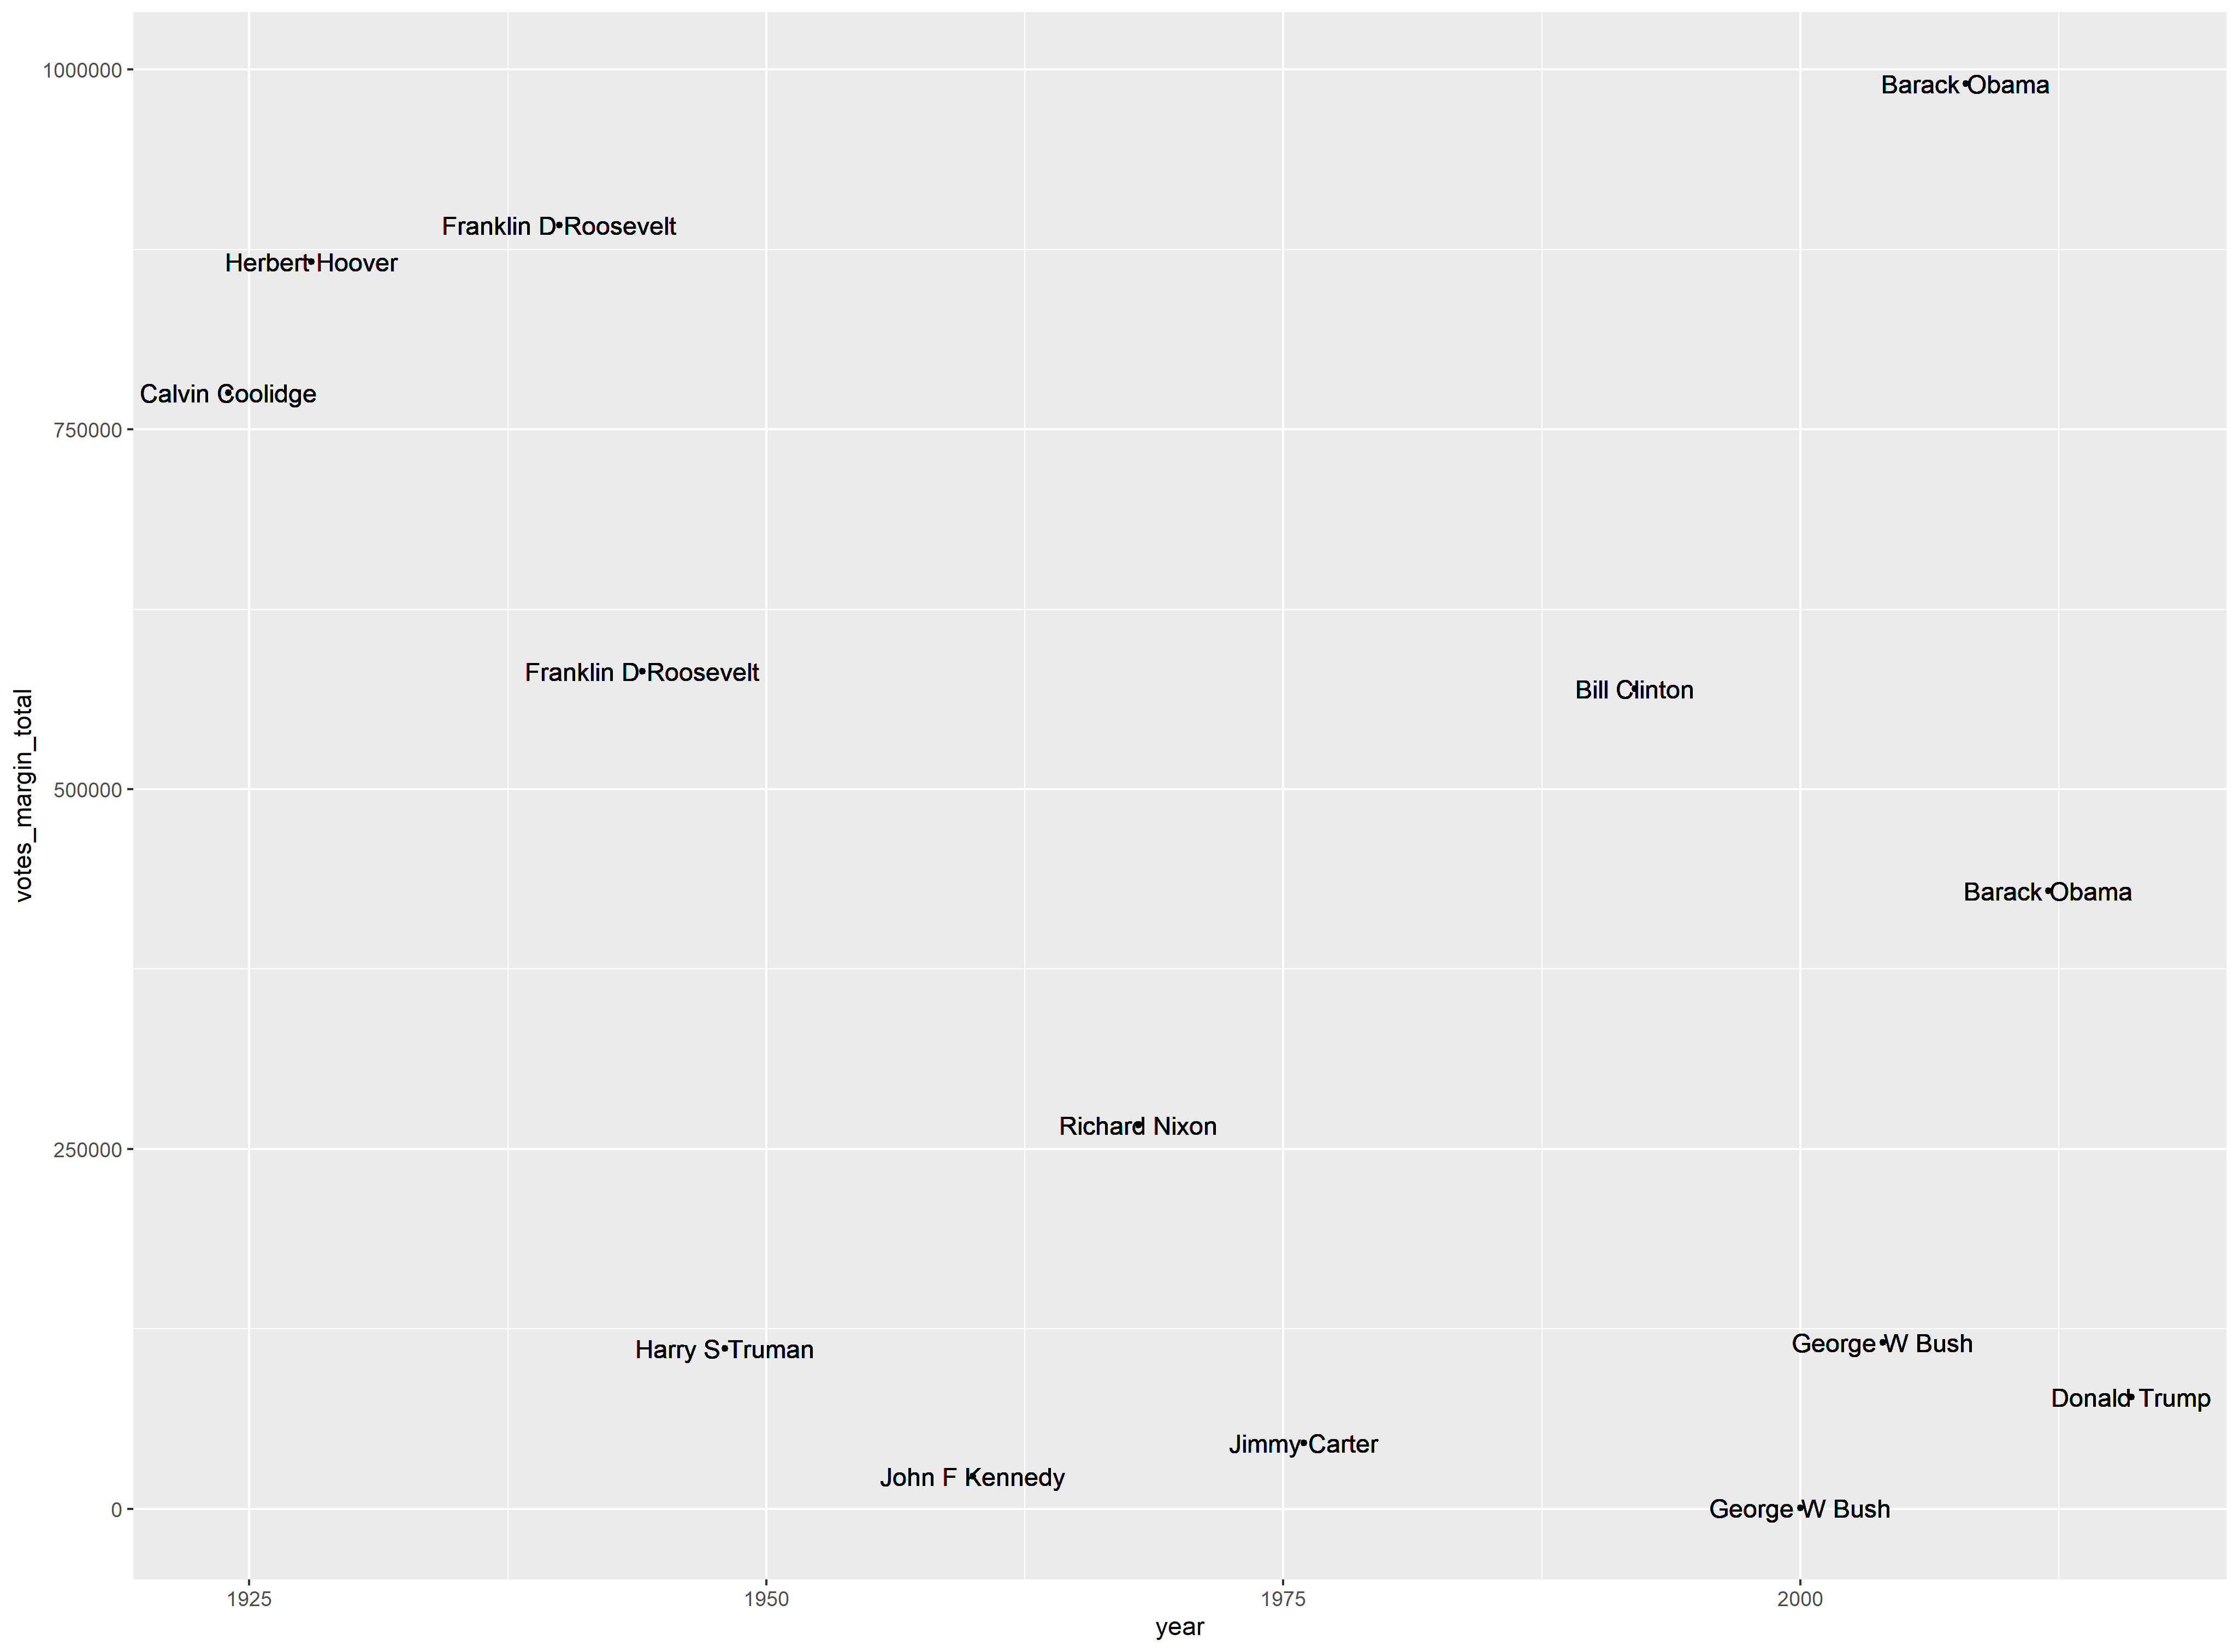 1000000
Barack Obama
Franklin D Roosevelt
Herbert Hoover
Calvin Coolidge
750000
Franklin D Roosevelt
Bill Clinton
votes_margin_total
500000
Barack Obama
Richard Nixon
250000
George W Bush
Harry S Truman
Donald Trump
Jimmy Carter
John F Kennedy
0
George W Bush
1925
1950
1975
2000
year